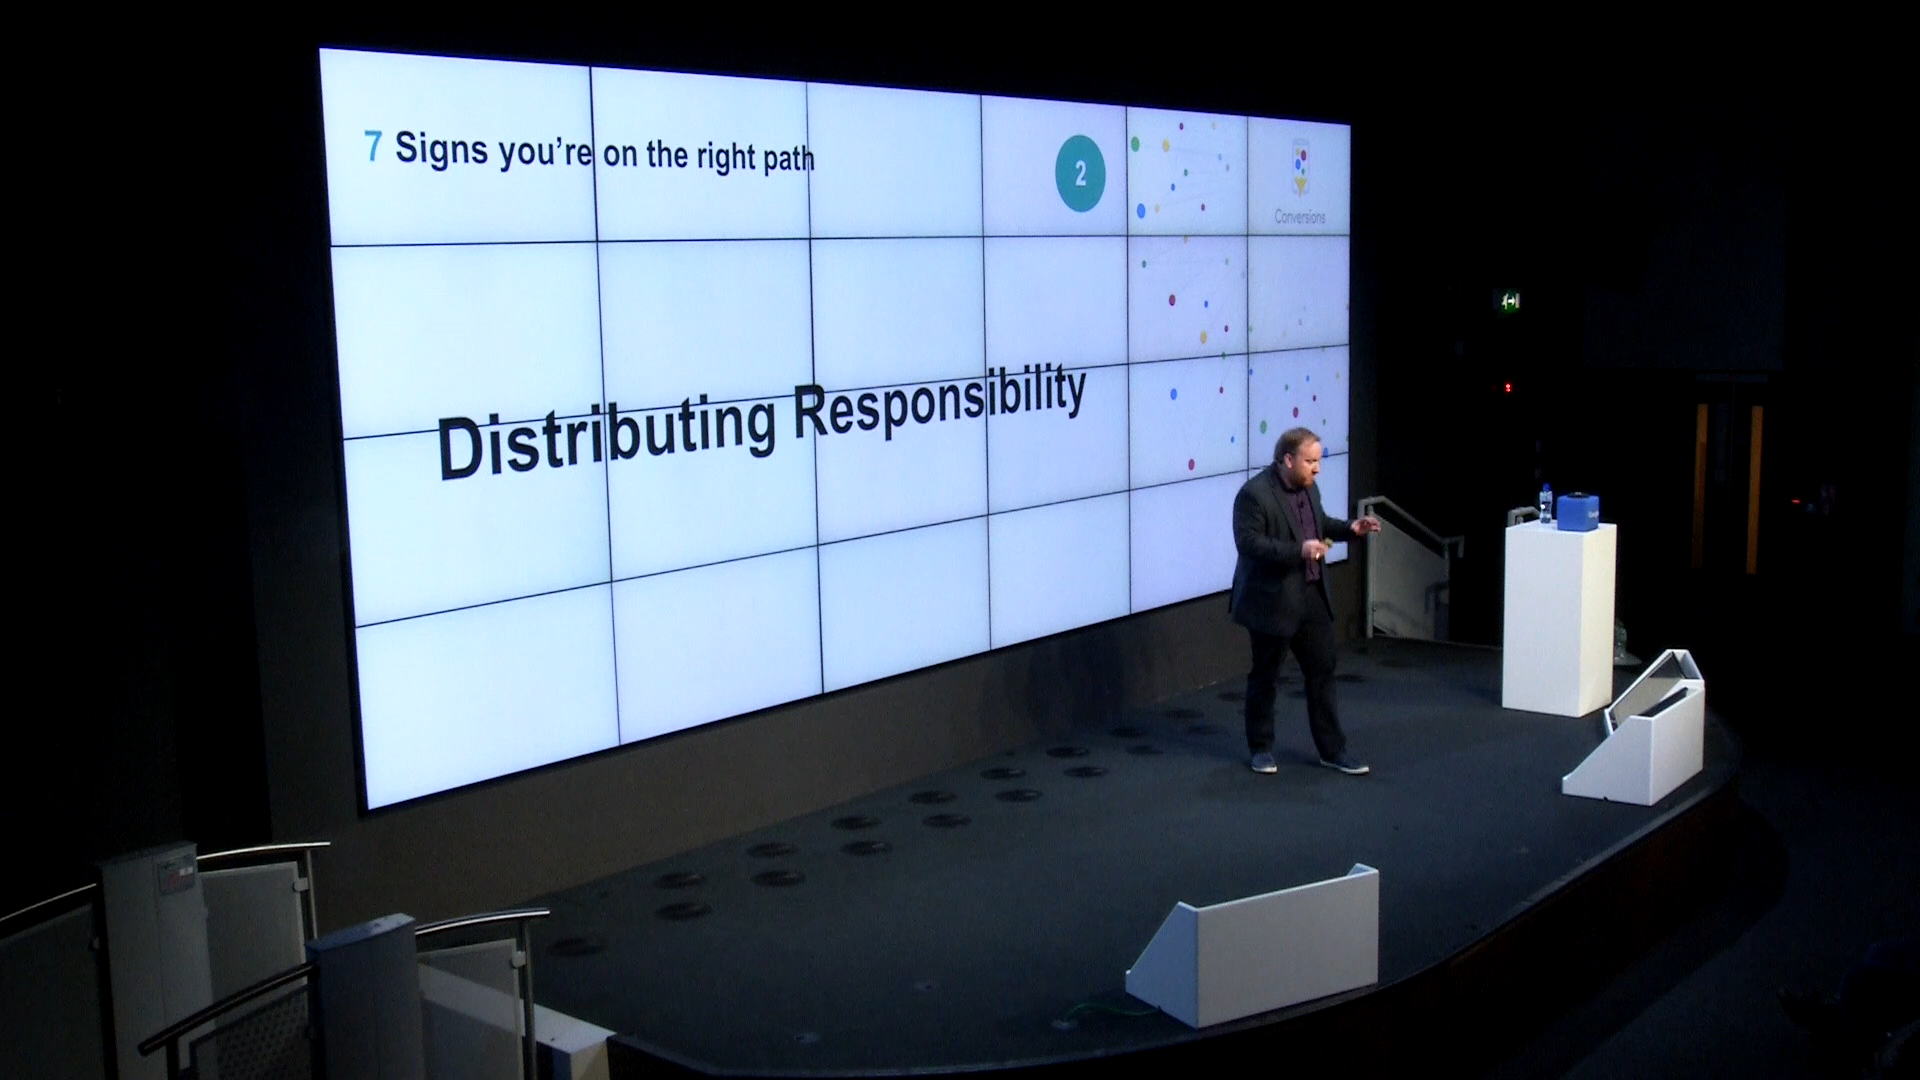 7 Signs you're on the right path
2
Conversions
Distributing Responsibility